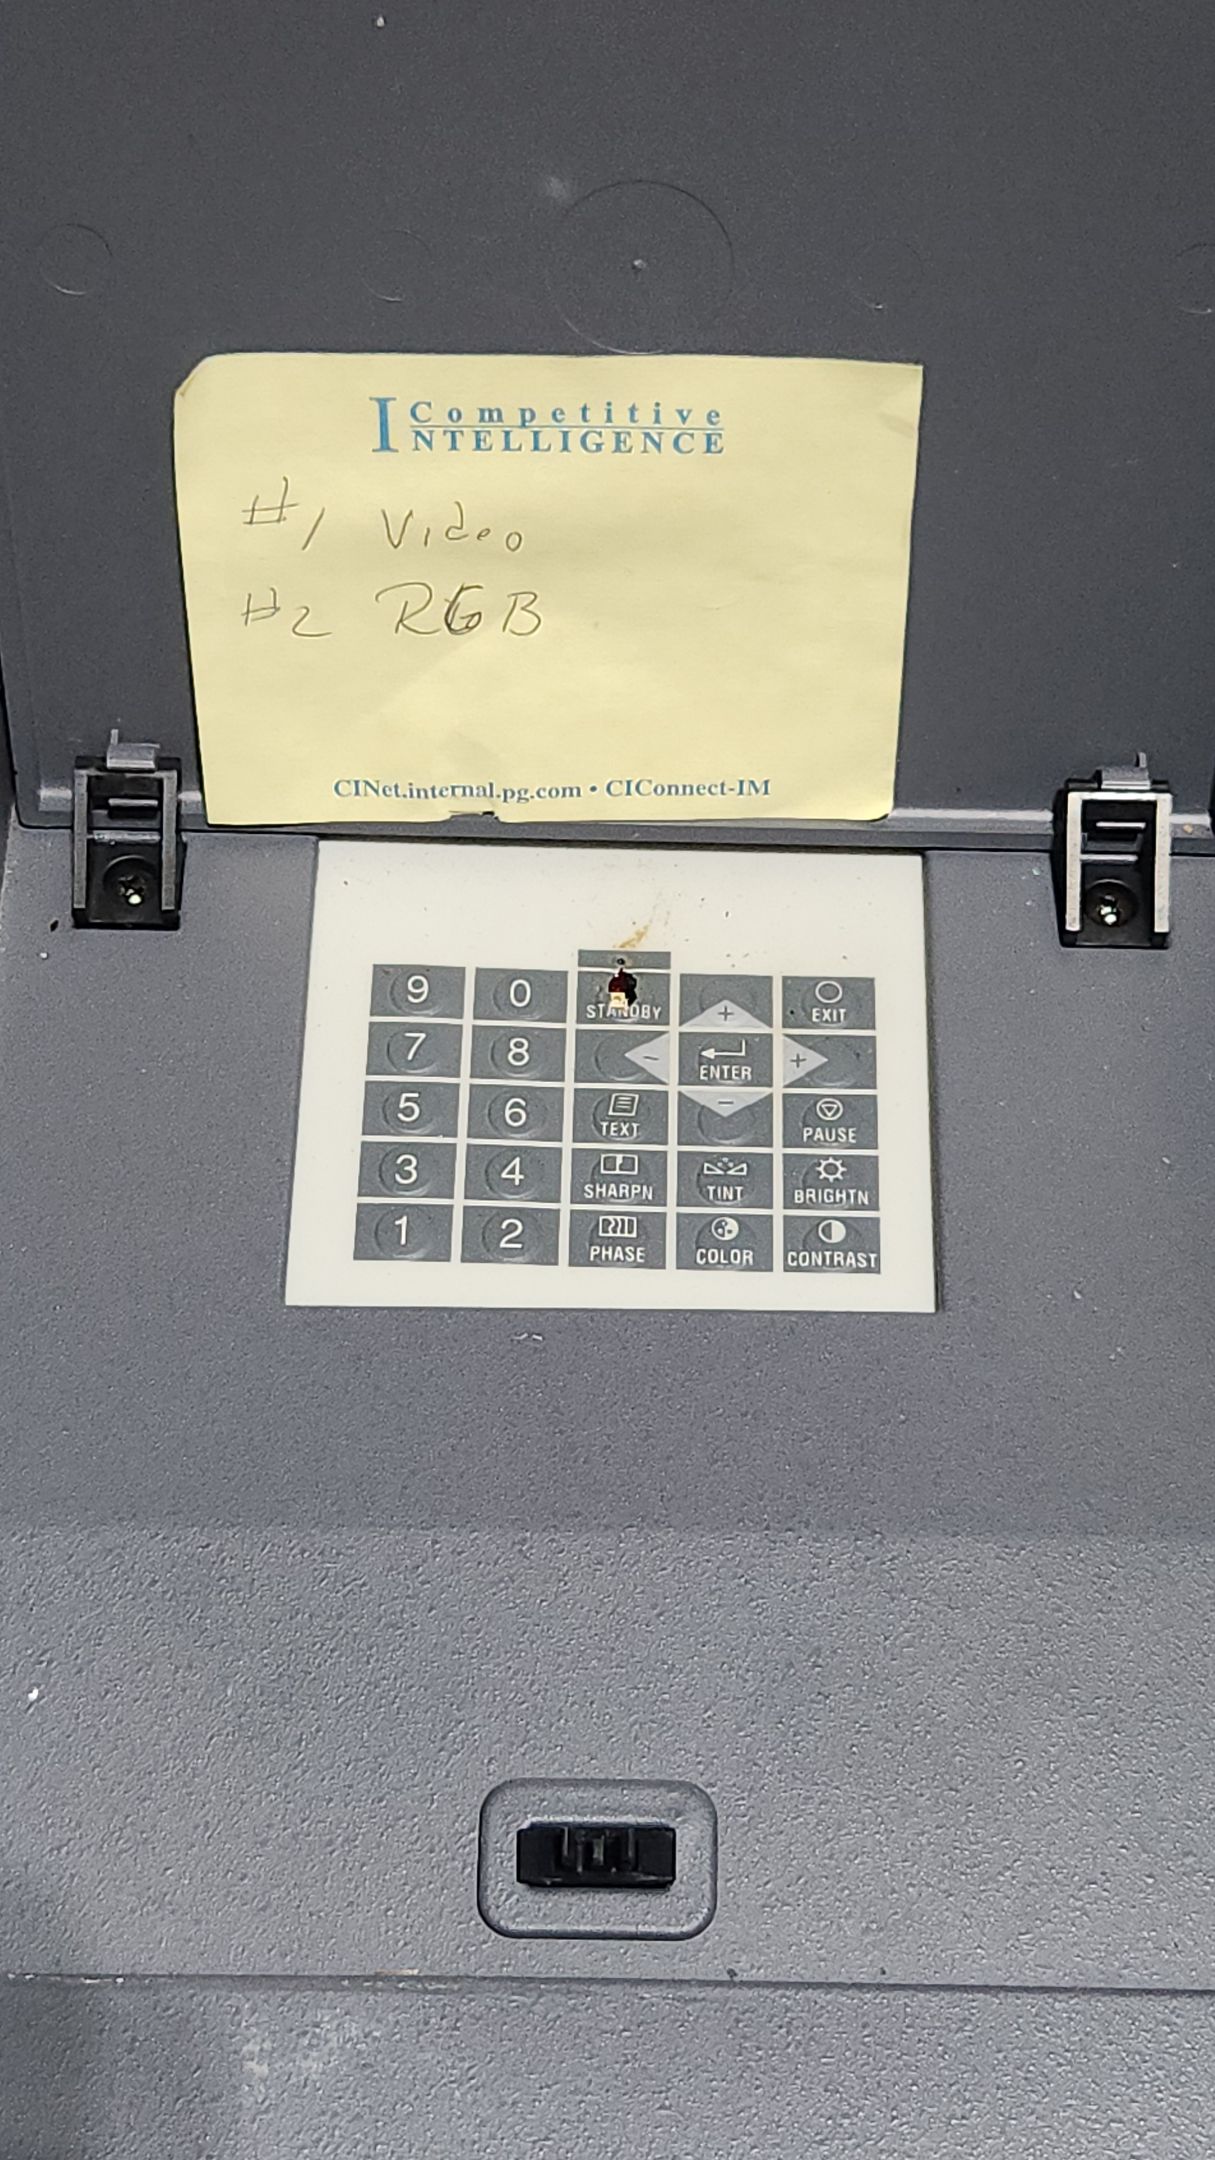 Competitive
INTELLIGENCE
#1 Video
#2 RGB
CINet.internal.pg.com • CIConnect-IM
9 0 STANDBY + EXIT
7 8 - ENTER +
5 6 TEXT - PAUSE
3 4 SHARPN TINT BRIGHTN
1 2 PHASE COLOR CONTRAST